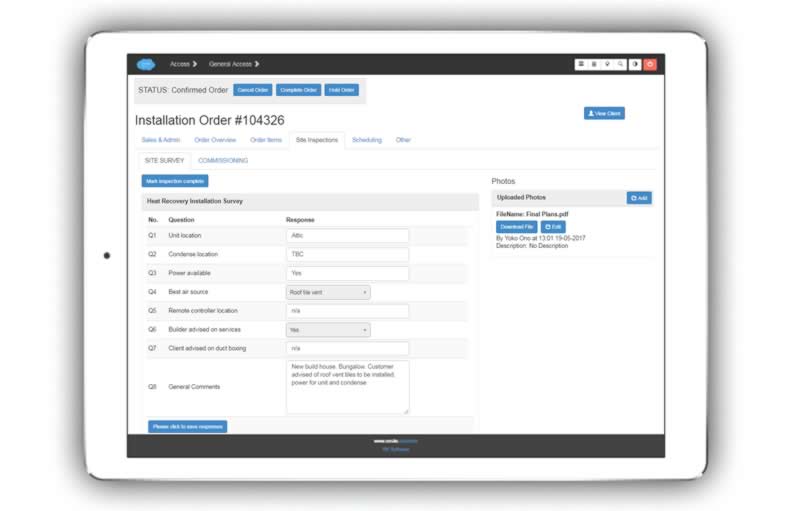 Access
General Access
STATUS: Confirmed Order
Cancel Order
Complete Order
Hold Order
Installation Order #104326
View Client
Sales & Admin
Order Overview
Order Items
Site Inspections
Scheduling
Other
SITE SURVEY
COMMISSIONING
Mark inspection complete
Heat Recovery Installation Survey
No. Question Response
Q1 Unit location Attic
Q2 Condense location TBC
Q3 Power available Yes
Q4 Best air source Roof tile vent
Q5 Remote controller location n/a
Q6 Builder advised on services Yes
Q7 Client advised on duct boxing n/a
Q8 General Comments
New build house. Bungalow. Customer
advised of roof vent tiles to be installed,
power for unit and condense
Please click to save responses
Photos
Uploaded Photos
Add
FileName: Final Plans.pdf
Download File
Edit
By Yoko Ono at 13:01 19-05-2017
Description: No Description